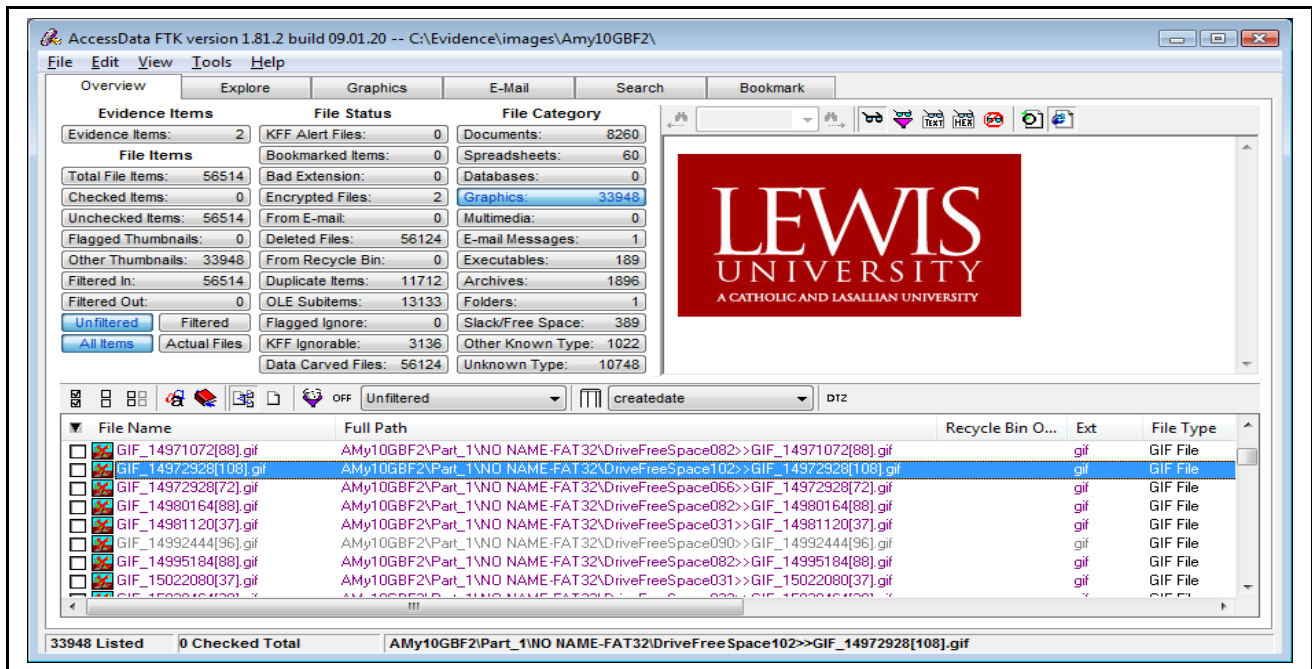 AccessData FTK version 1.81.2 build 09.01.20 -- C:\Evidence\images\Amy10GBF2\
File Edit View Tools Help
Overview Explore Graphics E-Mail Search Bookmark
Evidence Items File Status File Category
Evidence Items: 2 KFF Alert Files: 0 Documents: 8260
File Items Bookmarked Items: 0 Spreadsheets: 60
Total File Items: 56514 Bad Extension: 0 Databases: 0
Checked Items: 0 Encrypted Files: 2 Graphics: 33948
Unchecked Items: 56514 From E-mail: 0 Multimedia: 0
Flagged Thumbnails: 0 Deleted Files: 56124 E-mail Messages: 1
Other Thumbnails: 33948 From Recycle Bin: 0 Executables: 189
Filtered In: 56514 Duplicate Items: 11712 Archives: 1896
Filtered Out: 0 OLE Subitems: 13133 Folders: 1
Unfiltered Filtered Flagged Ignore: 0 Slack/Free Space: 389
All Items Actual Files KFF Ignorable: 3136 Other Known Type: 1022
Data Carved Files: 56124 Unknown Type: 10748
TEXT HEX
LEWIS
UNIVERSITY
A CATHOLIC AND LASALLIAN UNIVERSITY
OFF Unfiltered createdate DTZ
File Name Full Path Recycle Bin O... Ext File Type
GIF_14971072[88].gif AMy10GBF2\Part_1\NO NAME-FAT32\DriveFreeSpace082>>GIF_14971072[88].gif gif GIF File
GIF_14972928[108].gif AMy10GBF2\Part_1\NO NAME-FAT32\DriveFreeSpace102>>GIF_14972928[108].gif gif GIF File
GIF_14972928[72].gif AMy10GBF2\Part_1\NO NAME-FAT32\DriveFreeSpace066>>GIF_14972928[72].gif gif GIF File
GIF_14980164[88].gif AMy10GBF2\Part_1\NO NAME-FAT32\DriveFreeSpace082>>GIF_14980164[88].gif gif GIF File
GIF_14981120[37].gif AMy10GBF2\Part_1\NO NAME-FAT32\DriveFreeSpace031>>GIF_14981120[37].gif gif GIF File
GIF_14992444[96].gif AMy10GBF2\Part_1\NO NAME-FAT32\DriveFreeSpace090>>GIF_14992444[96].gif gif GIF File
GIF_14995184[88].gif AMy10GBF2\Part_1\NO NAME-FAT32\DriveFreeSpace082>>GIF_14995184[88].gif gif GIF File
GIF_15022080[37].gif AMy10GBF2\Part_1\NO NAME-FAT32\DriveFreeSpace031>>GIF_15022080[37].gif gif GIF File
33948 Listed 0 Checked Total AMy10GBF2\Part_1\NO NAME-FAT32\DriveFreeSpace102>>GIF_14972928[108].gif